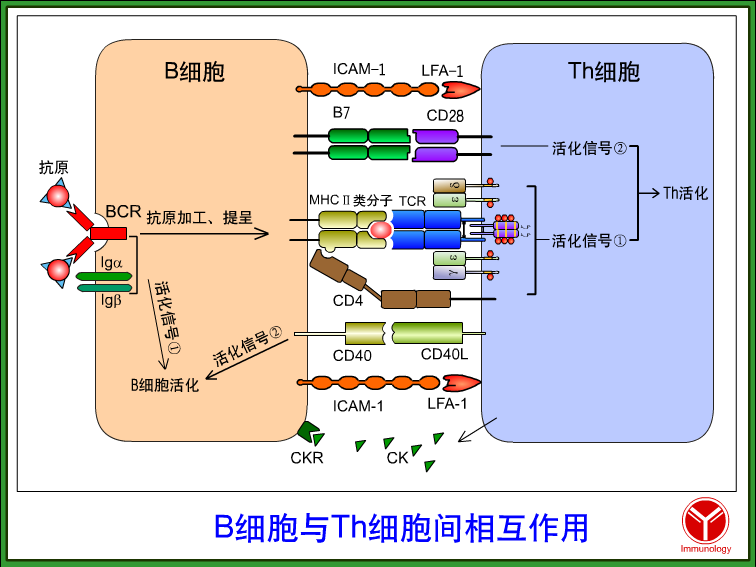 B细胞
ICAM-1
LFA-1
Th细胞
B7
CD28
活化信号②
抗原
Th活化
δ
ε
MHCⅡ类分子
TCR
BCR
抗原加工、提呈
ζζ
活化信号①
Igα
Igβ
ε
γ
CD4
活化信号①
活化信号②
CD40
CD40L
B细胞活化
ICAM-1
LFA-1
CKR
CK
B细胞与Th细胞间相互作用
Immunology